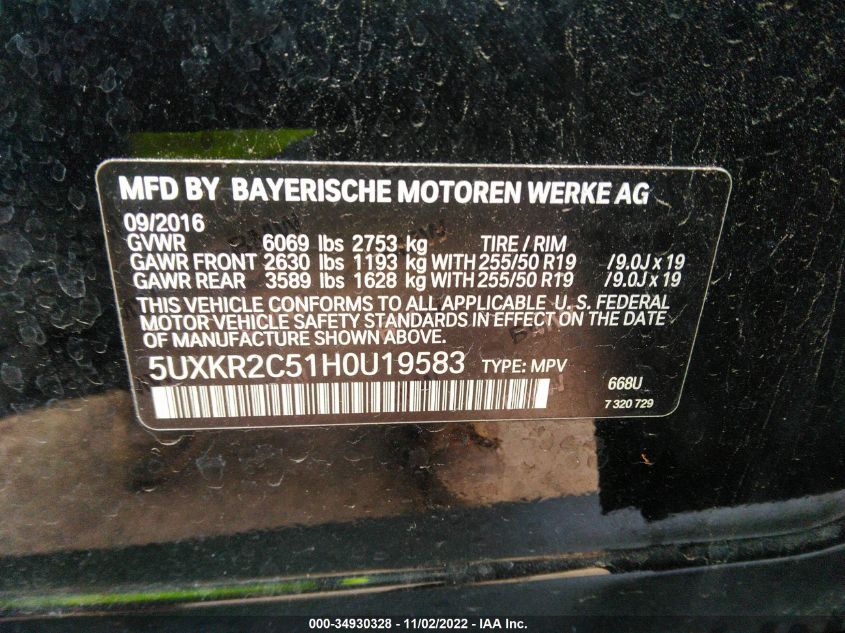 MFD BY BAYERISCHE MOTOREN WERKE AG
09/2016
GVWR 6069 lbs 2753 kg TIRE / RIM
GAWR FRONT 2630 lbs 1193 kg WITH 255/50 R19 /9.0J x 19
GAWR REAR 3589 lbs 1628 kg WITH 255/50 R19 /9.0J x 19
THIS VEHICLE CONFORMS TO ALL APPLICABLE U. S. FEDERAL
MOTOR VEHICLE SAFETY STANDARDS IN EFFECT ON THE DATE
OF MANUFACTURE SHOWN ABOVE.
5UXKR2C51H0U19583 TYPE: MPV
668U
7 320 729
000-34930328 - 11/02/2022 - IAA Inc.